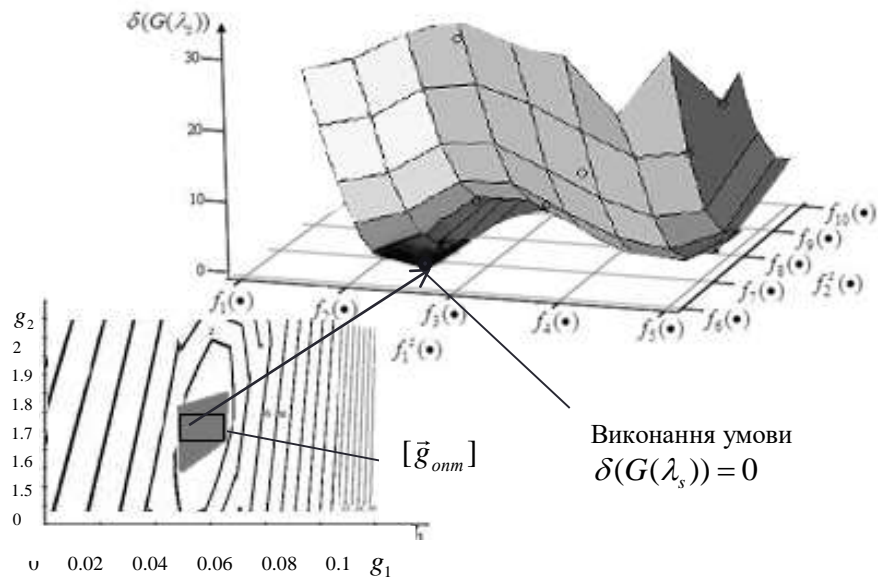 δ(G(λ_s))
30
20
10
0
f₁(•)
f₂(•)
f₃(•)
f₄(•)
f₅(•)
f₆(•)
f₇(•)
f₈(•)
f₉(•)
f₁₀(•)
f₁ᶻ(•)
f₂ᶻ(•)
g₂
2
1.9
1.8
1.7
1.6
1.5
0
0.02 0.04 0.06 0.08 0.1 g₁
[g⃗_опт]
Виконання умови
δ(G(λ_s)) = 0